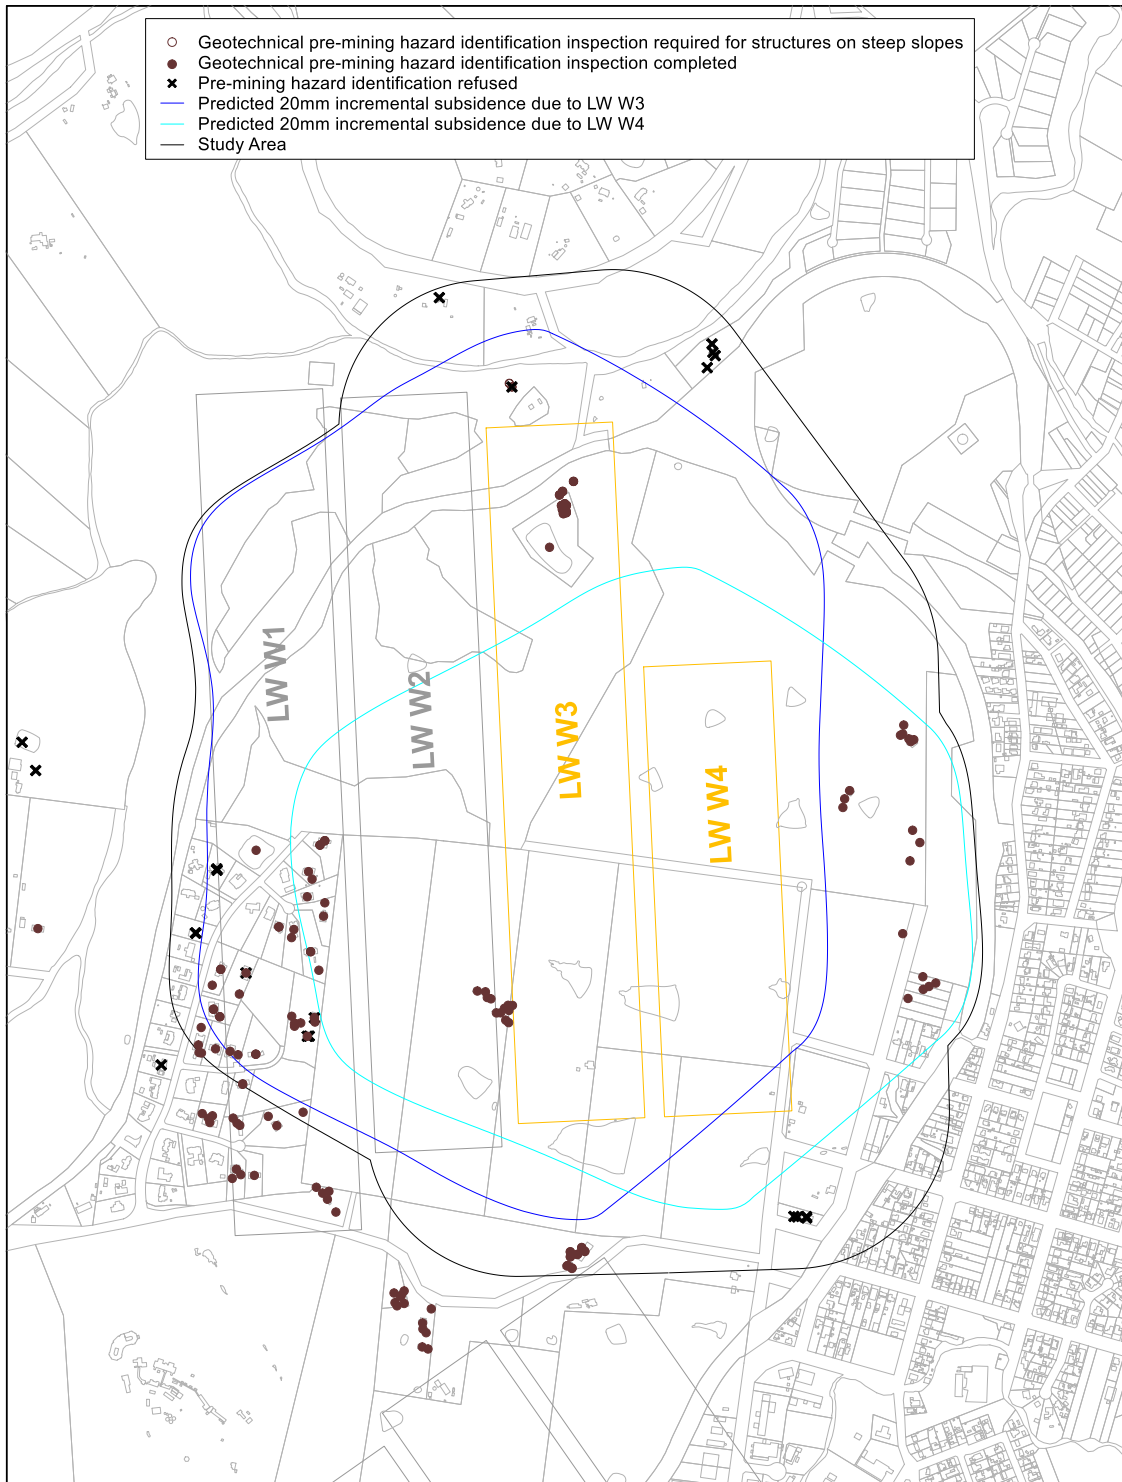 Geotechnical pre-mining hazard identification inspection required for structures on steep slopes
Geotechnical pre-mining hazard identification inspection completed
Pre-mining hazard identification refused
Predicted 20mm incremental subsidence due to LW W3
Predicted 20mm incremental subsidence due to LW W4
Study Area
LW W1
LW W2
LW W3
LW W4